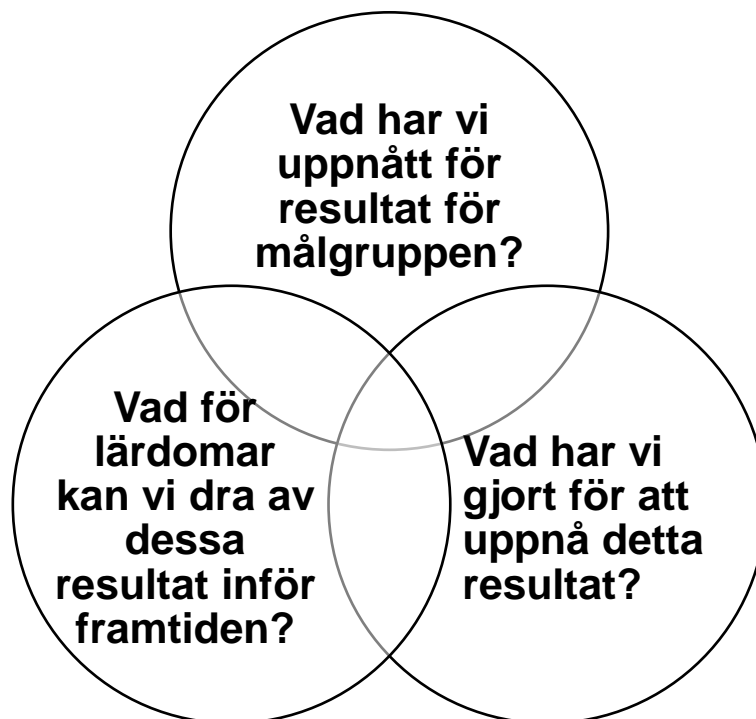 Vad har vi
uppnått för
resultat för
målgruppen?
Vad för
lärdomar
kan vi dra av
dessa
resultat inför
framtiden?
Vad har vi
gjort för att
uppnå detta
resultat?